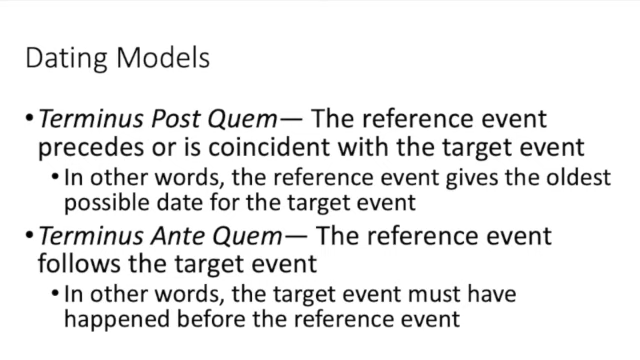 Dating Models
• Terminus Post Quem— The reference event
precedes or is coincident with the target event
• In other words, the reference event gives the oldest
possible date for the target event
• Terminus Ante Quem— The reference event
follows the target event
• In other words, the target event must have
happened before the reference event